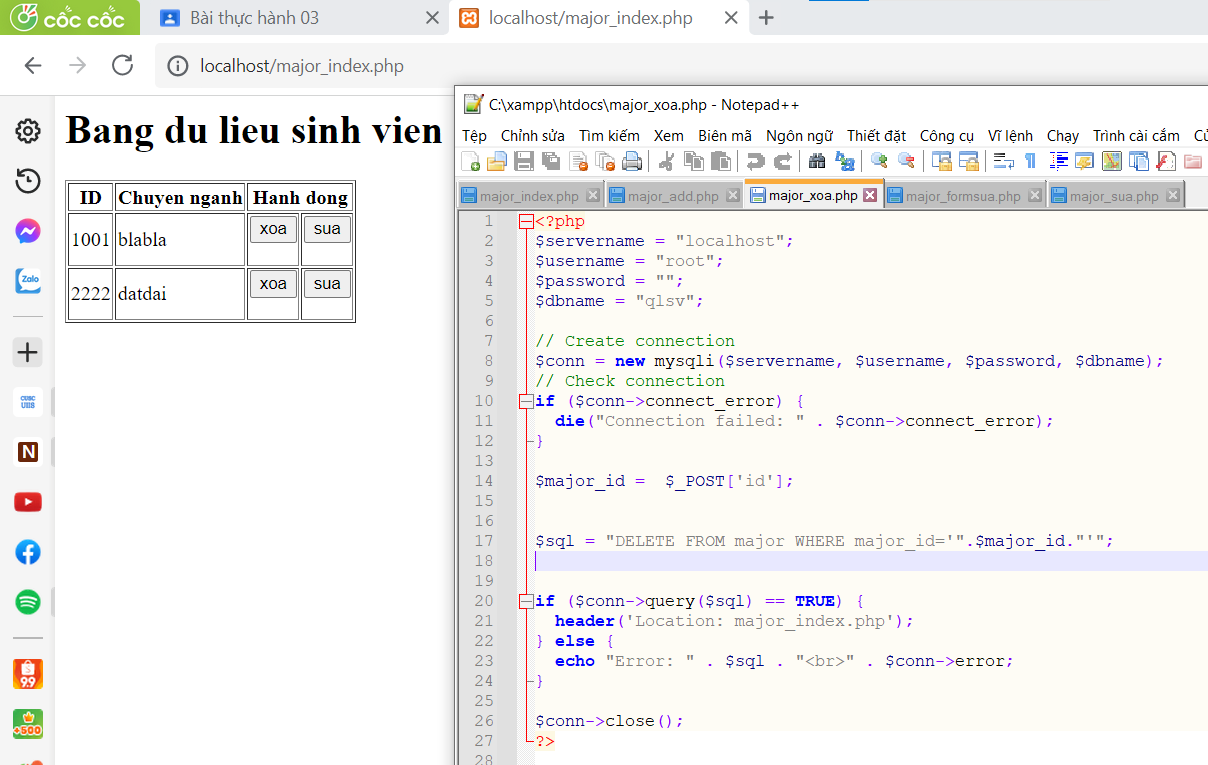 cốc cốc
Bài thực hành 03
localhost/major_index.php
localhost/major_index.php
Bang du lieu sinh vien
ID Chuyen nganh Hanh dong
1001 blabla xoa sua
2222 datdai xoa sua
Zalo
CUSC
UBS
N
9.9
+500
C:\xampp\htdocs\major_xoa.php - Notepad++
Tệp Chỉnh sửa Tìm kiếm Xem Biên mã Ngôn ngữ Thiết đặt Công cụ Vĩ lệnh Chạy Trình cài cắm
major_index.php major_add.php major_xoa.php major_formsua.php major_sua.php
1 <?php
2 $servername = "localhost";
3 $username = "root";
4 $password = "";
5 $dbname = "qlsv";
6
7 // Create connection
8 $conn = new mysqli($servername, $username, $password, $dbname);
9 // Check connection
10 if ($conn->connect_error) {
11   die("Connection failed: " . $conn->connect_error);
12 }
13
14 $major_id =  $_POST['id'];
15
16
17 $sql = "DELETE FROM major WHERE major_id='".$major_id."'";
18
19
20 if ($conn->query($sql) == TRUE) {
21   header('Location: major_index.php');
22 } else {
23   echo "Error: " . $sql . "<br>" . $conn->error;
24 }
25
26 $conn->close();
27 ?>
28